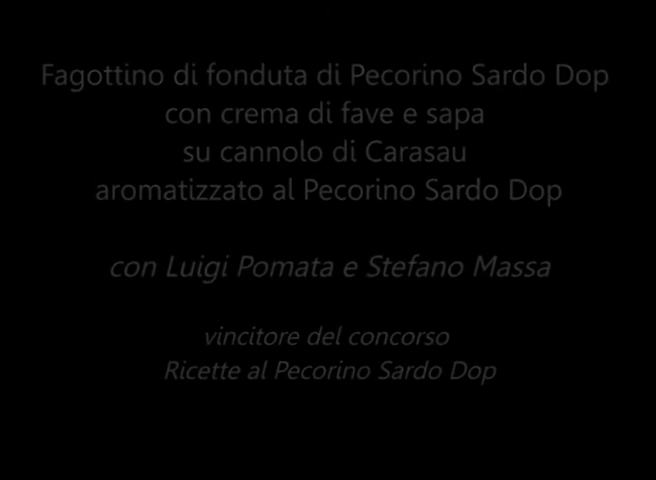 Fagottino di fonduta di Pecorino Sardo Dop
con crema di fave e sapa
su cannolo di Carasau
aromatizzato al Pecorino Sardo Dop
con Luigi Pomata e Stefano Massa
vincitore del concorso
Ricette al Pecorino Sardo Dop